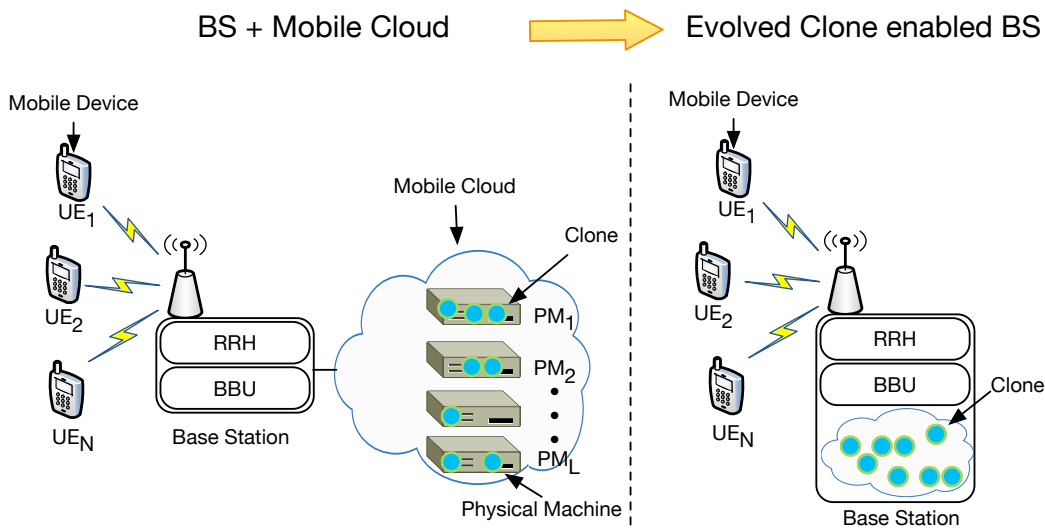 BS + Mobile Cloud
Evolved Clone enabled BS
Mobile Device
UE1
UE2
UEN
RRH
BBU
Base Station
Mobile Cloud
Clone
PM1
PM2
PML
Physical Machine
Mobile Device
UE1
UE2
UEN
RRH
BBU
Clone
Base Station